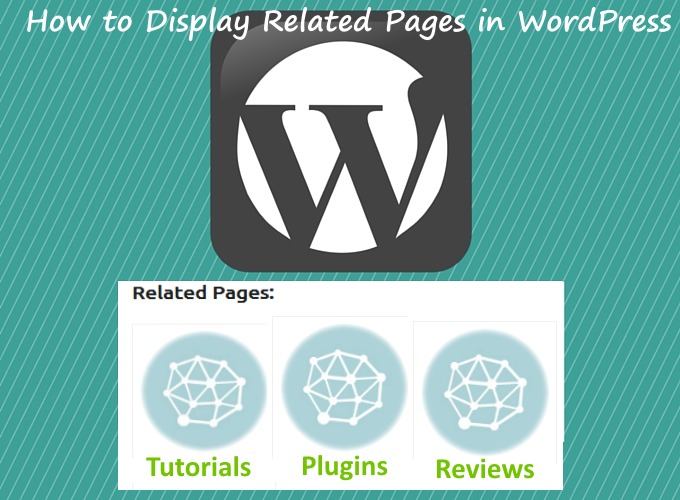 How to Display Related Pages in WordPress
Related Pages:
Tutorials Plugins Reviews